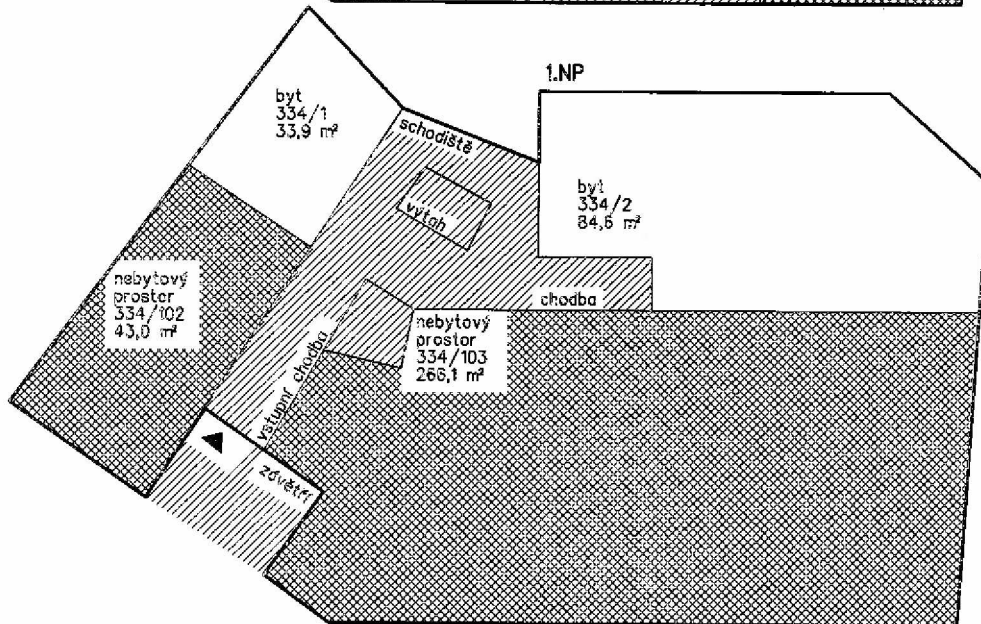 1.NP
byt
334/1
33,9 m²
schodiště
výtah
byt
334/2
84,6 m²
nebytový
prostor
334/102
43,0 m²
chodba
nebytový
prostor
334/103
266,1 m²
vstupní chodba
závětří